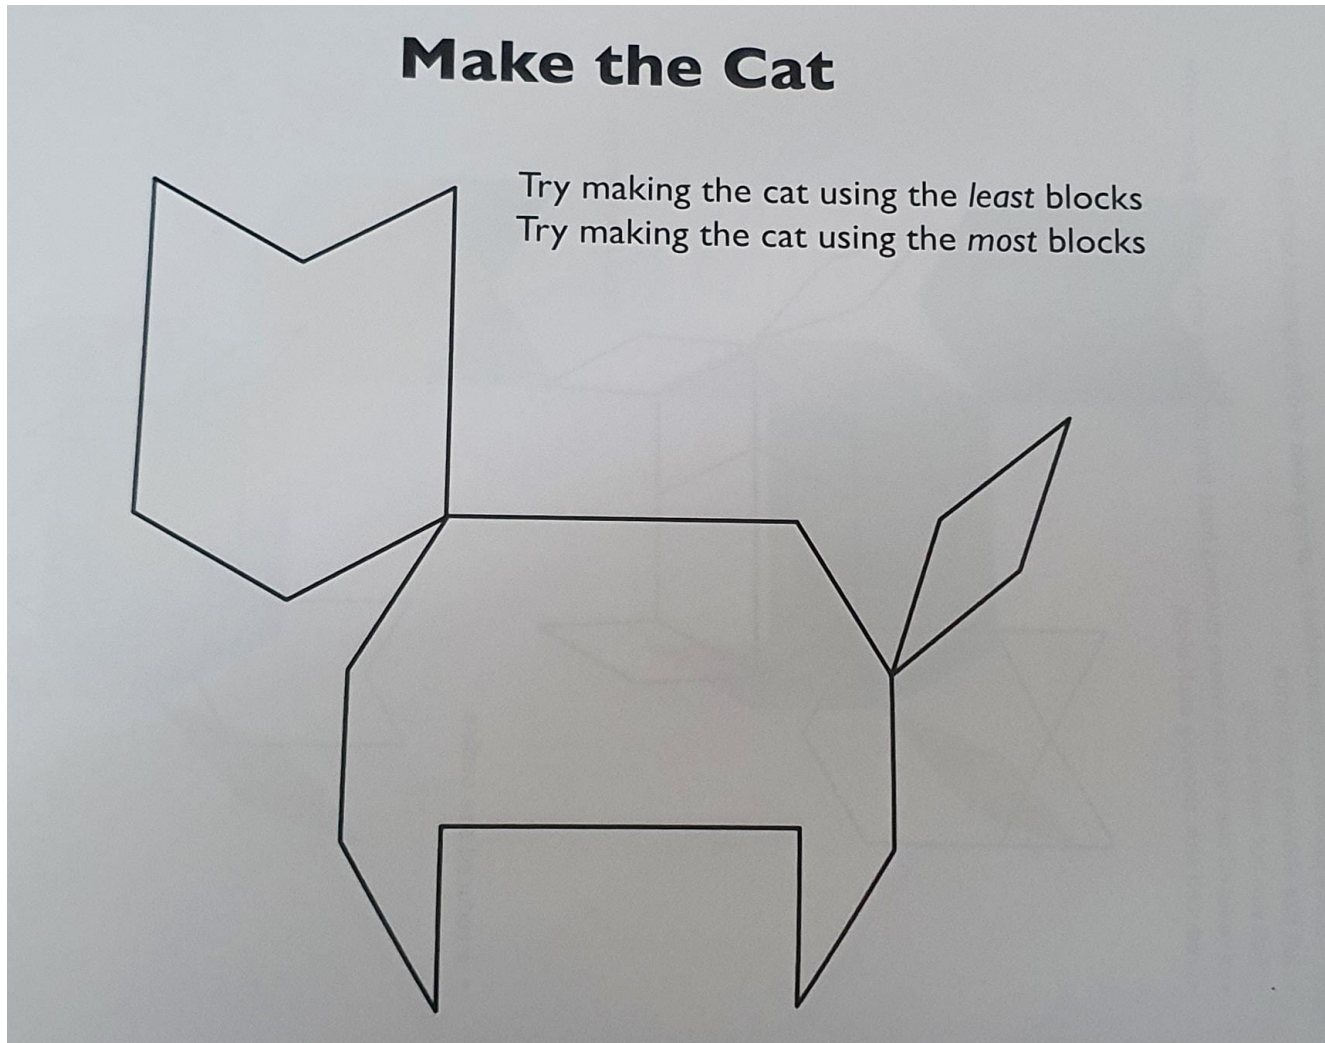 Make the Cat
Try making the cat using the least blocks
Try making the cat using the most blocks